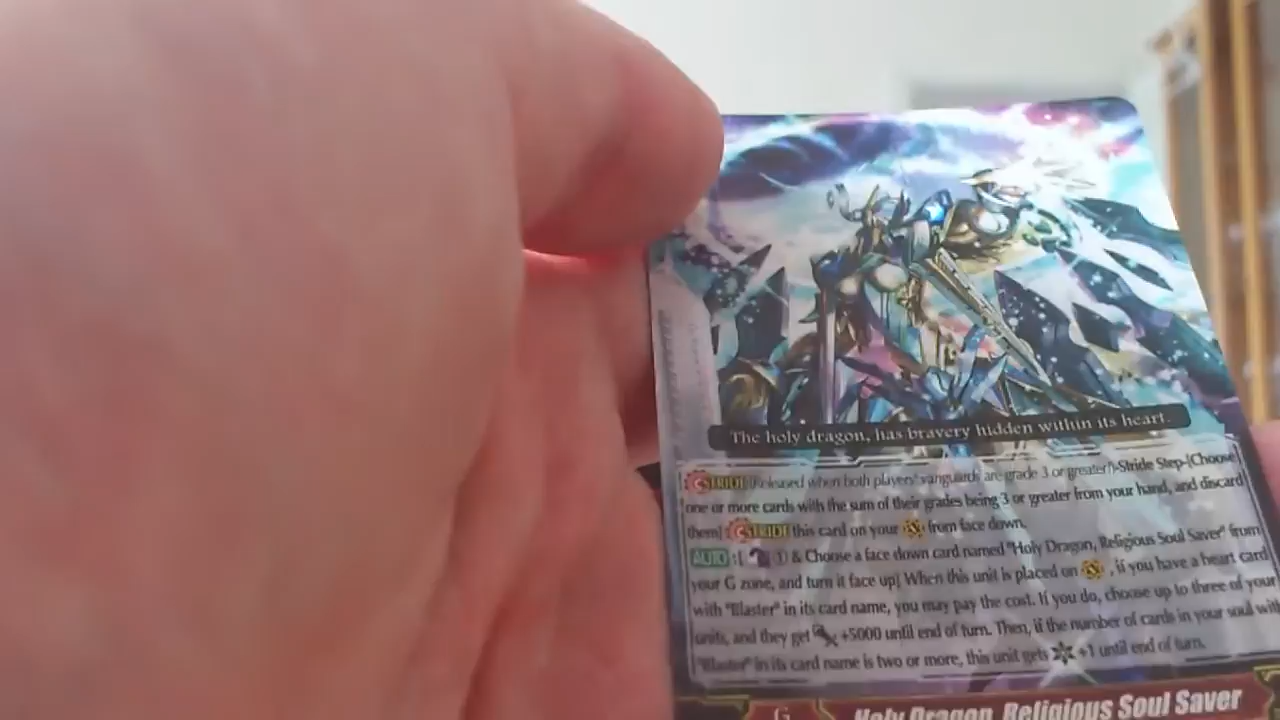 The holy dragon, has bravery hidden within its heart.
STRIDE (Released when both players' vanguards are grade 3 or greater!)-Stride Step-[Choose
one or more cards with the sum of their grades being 3 or greater from your hand, and discard
them] STRIDE this card on your from face down.
AUTO :[ ① & Choose a face down card named "Holy Dragon, Religious Soul Saver" from
your G zone, and turn it face up] When this unit is placed on , if you have a heart card
with "Blaster" in its card name, you may pay the cost. If you do, choose up to three of your
units, and they get +5000 until end of turn. Then, if the number of cards in your soul with
"Blaster" in its card name is two or more, this unit gets +1 until end of turn.
G Holy Dragon, Religious Soul Saver